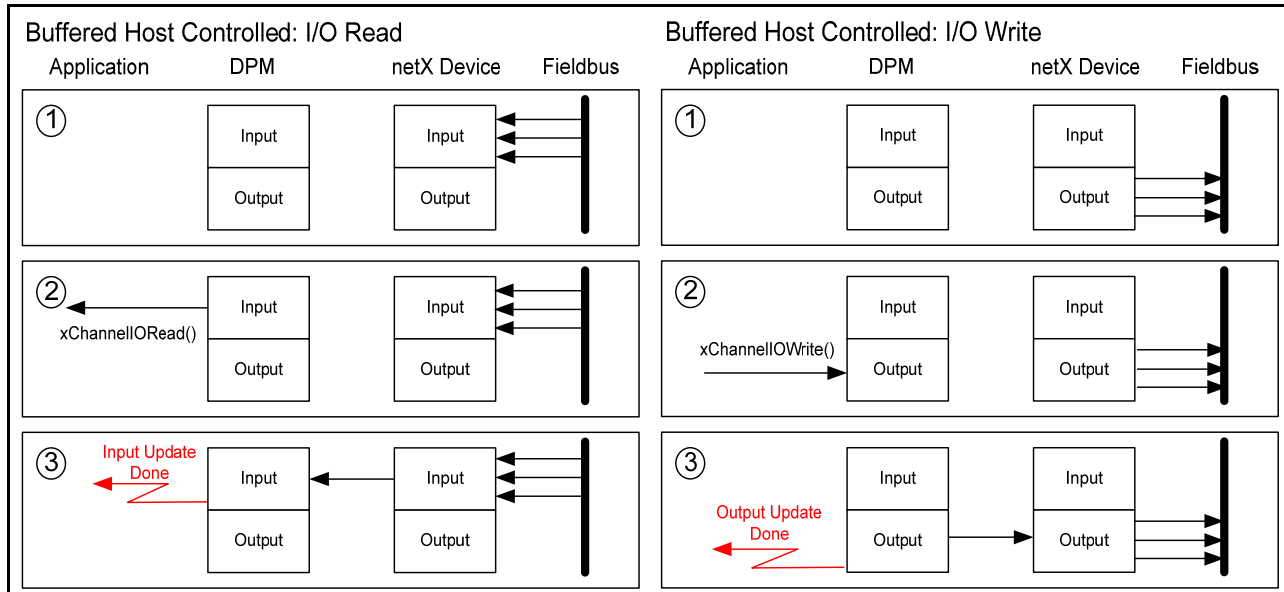 Buffered Host Controlled: I/O Read
Application DPM netX Device Fieldbus
1
Input Input
Output Output
2
Input Input
xChannelIORead()
Output Output
3
Input Update
Done
Input Input
Output Output
Buffered Host Controlled: I/O Write
Application DPM netX Device Fieldbus
1
Input Input
Output Output
2
Input Input
xChannelIOWrite()
Output Output
3
Input Input
Output Update
Done
Output Output